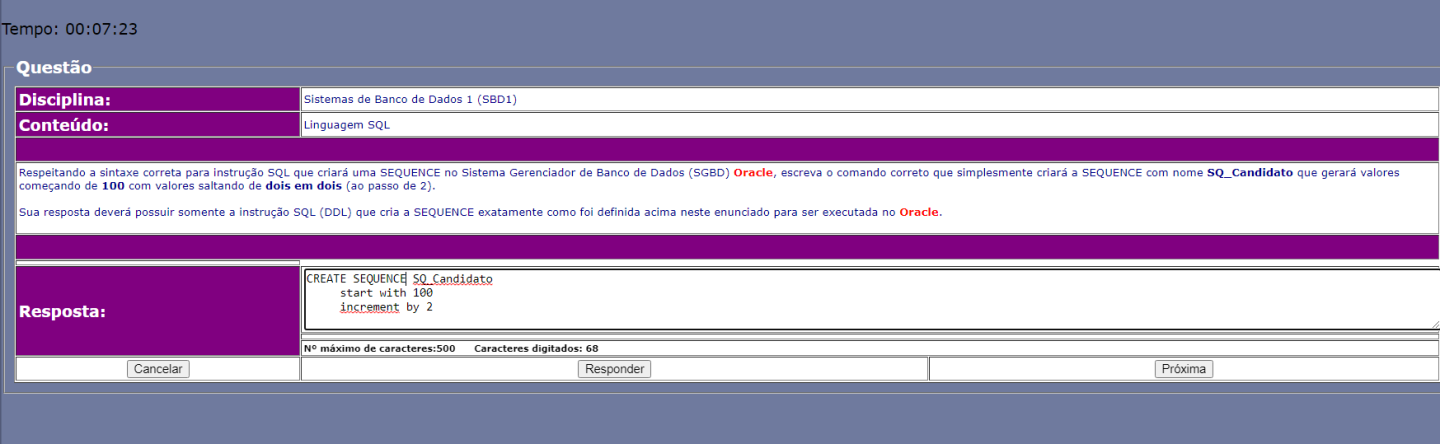 Tempo: 00:07:23
Questão
Disciplina: Sistemas de Banco de Dados 1 (SBD1)
Conteúdo: Linguagem SQL
Respeitando a sintaxe correta para instrução SQL que criará uma SEQUENCE no Sistema Gerenciador de Banco de Dados (SGBD) Oracle, escreva o comando correto que simplesmente criará a SEQUENCE com nome SQ_Candidato que gerará valores
começando de 100 com valores saltando de dois em dois (ao passo de 2).
Sua resposta deverá possuir somente a instrução SQL (DDL) que cria a SEQUENCE exatamente como foi definida acima neste enunciado para ser executada no Oracle.
Resposta:
CREATE SEQUENCE SQ_Candidato
start with 100
increment by 2
Nº máximo de caracteres:500 Caracteres digitados: 68
Cancelar Responder Próxima